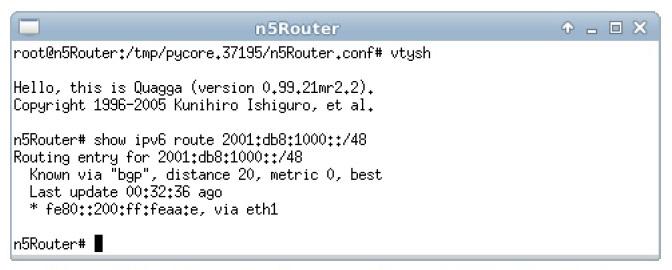 n5Router
root@n5Router:/tmp/pycore.37195/n5Router.conf# vtysh
Hello, this is Quagga (version 0.99.21mr2.2).
Copyright 1996-2005 Kunihiro Ishiguro, et al.
n5Router# show ipv6 route 2001:db8:1000::/48
Routing entry for 2001:db8:1000::/48
Known via "bgp", distance 20, metric 0, best
Last update 00:32:36 ago
* fe80::200:ff:feaa:e, via eth1
n5Router#